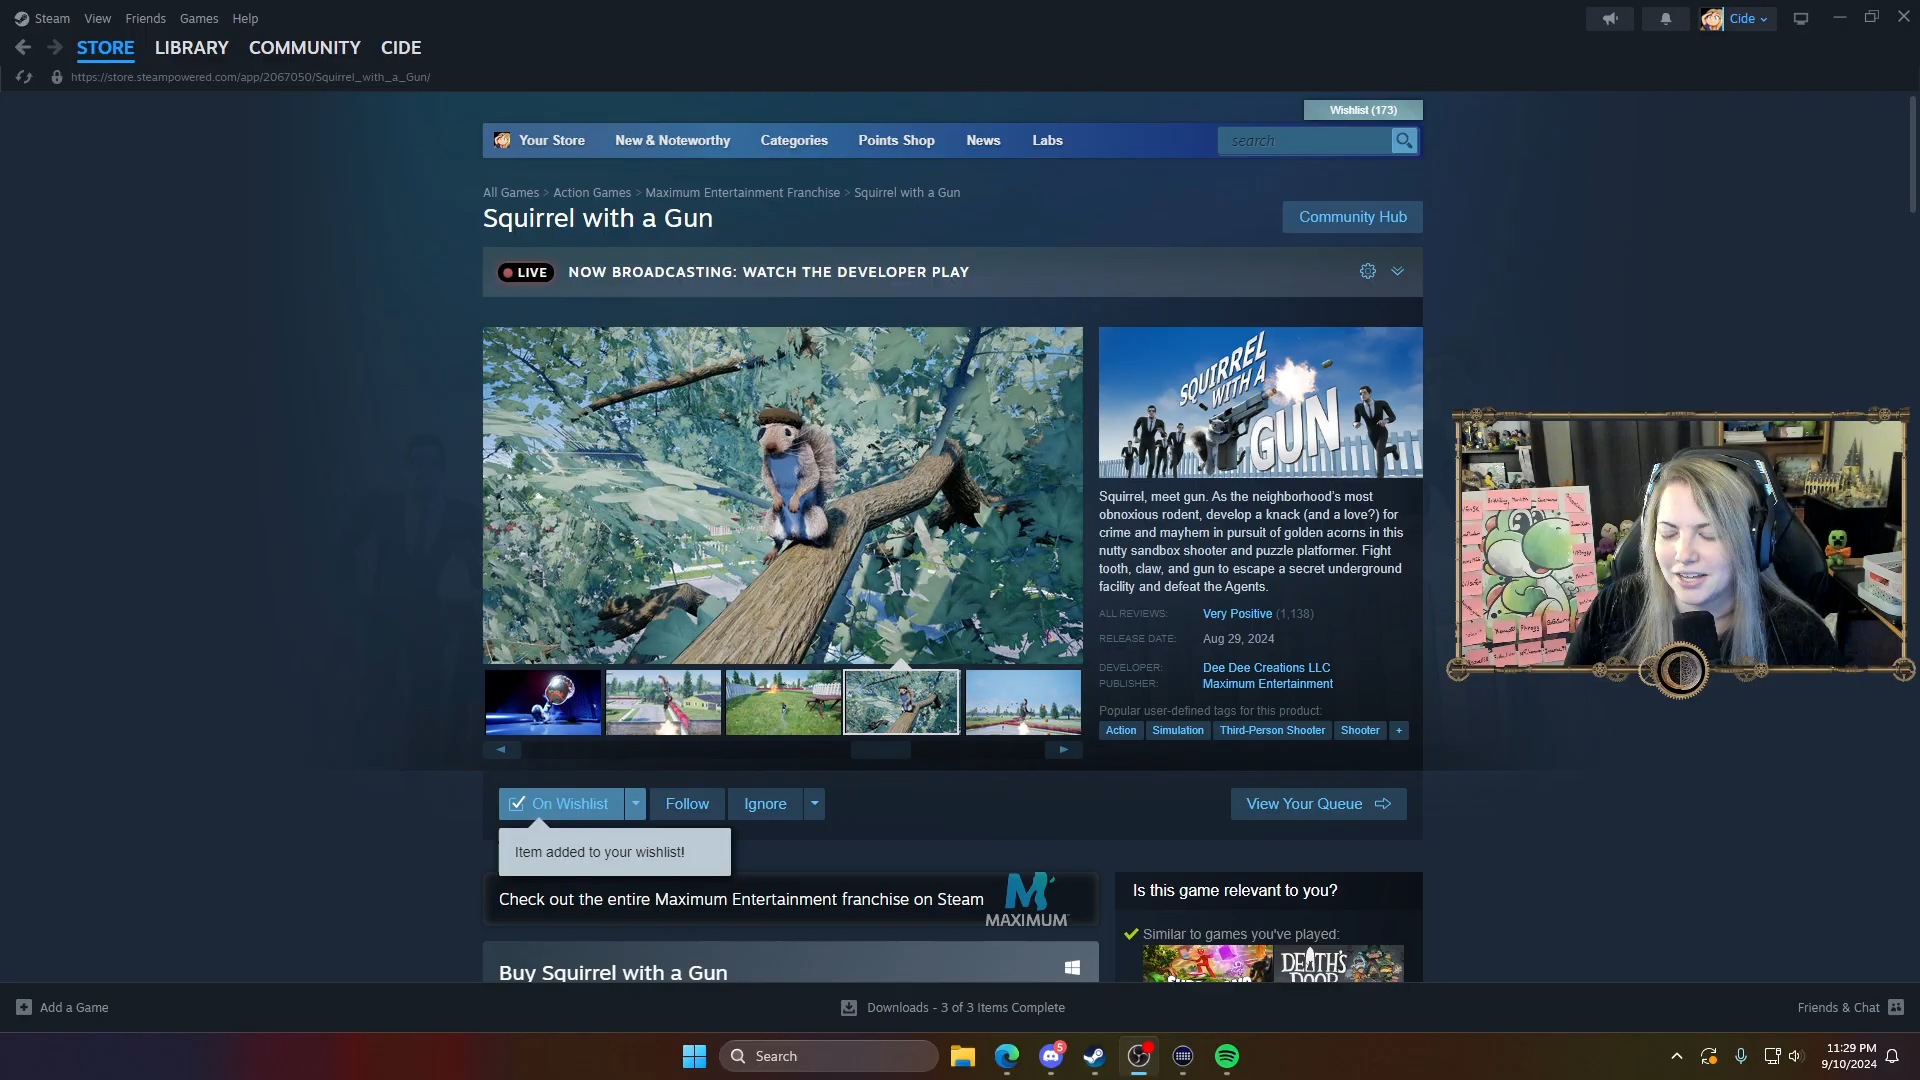 Steam View Friends Games Help
Cide
STORE LIBRARY COMMUNITY CIDE
https://store.steampowered.com/app/2067050/Squirrel_with_a_Gun/
Wishlist (173)
Your Store New & Noteworthy Categories Points Shop News Labs
search
All Games > Action Games > Maximum Entertainment Franchise > Squirrel with a Gun
Squirrel with a Gun
Community Hub
LIVE NOW BROADCASTING: WATCH THE DEVELOPER PLAY
SQUIRREL
WITH A
GUN
Squirrel, meet gun. As the neighborhood's most
obnoxious rodent, develop a knack (and a love?) for
crime and mayhem in pursuit of golden acorns in this
nutty sandbox shooter and puzzle platformer. Fight
tooth, claw, and gun to escape a secret underground
facility and defeat the Agents.
ALL REVIEWS: Very Positive (1,138)
RELEASE DATE: Aug 29, 2024
DEVELOPER: Dee Dee Creations LLC
PUBLISHER: Maximum Entertainment
Popular user-defined tags for this product:
Action Simulation Third-Person Shooter Shooter +
On Wishlist Follow Ignore View Your Queue
Item added to your wishlist!
Check out the entire Maximum Entertainment franchise on Steam
MAXIMUM
Is this game relevant to you?
Similar to games you've played:
DEATH'S
DOOR
Buy Squirrel with a Gun
Add a Game
Downloads - 3 of 3 Items Complete
Friends & Chat
Search
5
11:29 PM
9/10/2024